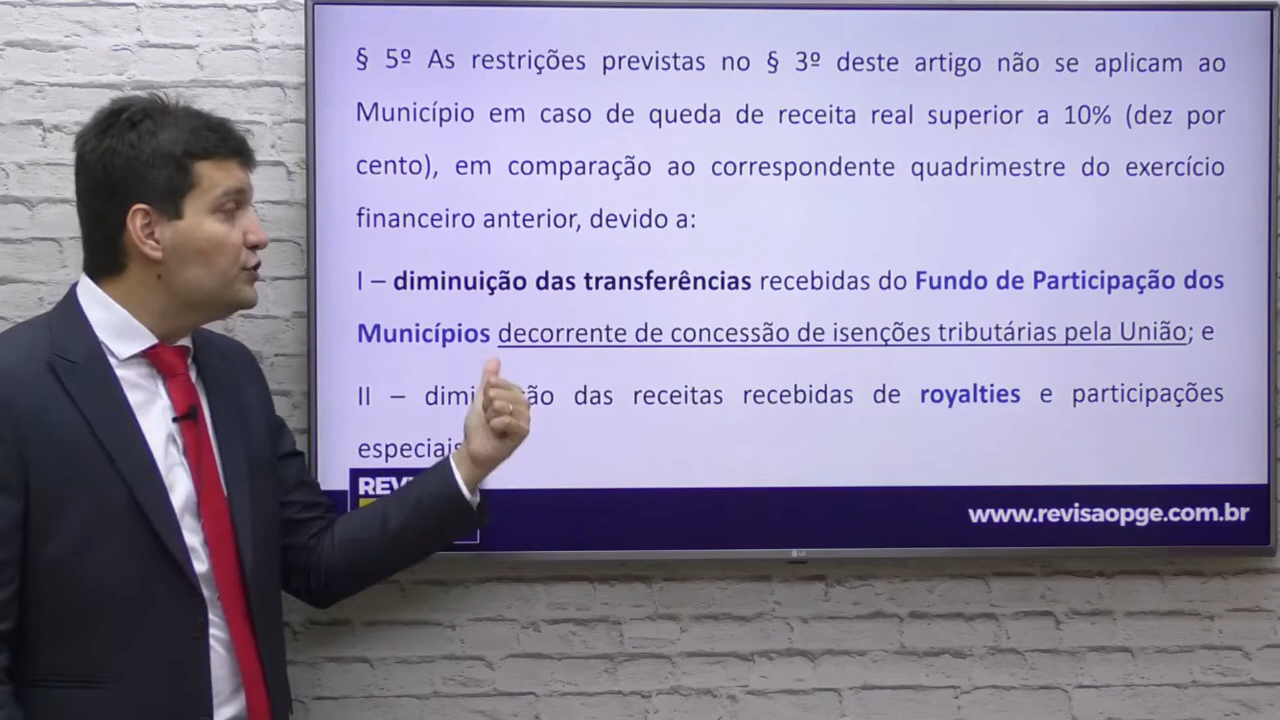 § 5º As restrições previstas no § 3º deste artigo não se aplicam ao
Município em caso de queda de receita real superior a 10% (dez por
cento), em comparação ao correspondente quadrimestre do exercício
financeiro anterior, devido a:
I – diminuição das transferências recebidas do Fundo de Participação dos
Municípios decorrente de concessão de isenções tributárias pela União; e
II – das receitas recebidas de royalties e participações
especiais
www.revisaopge.com.br
LG